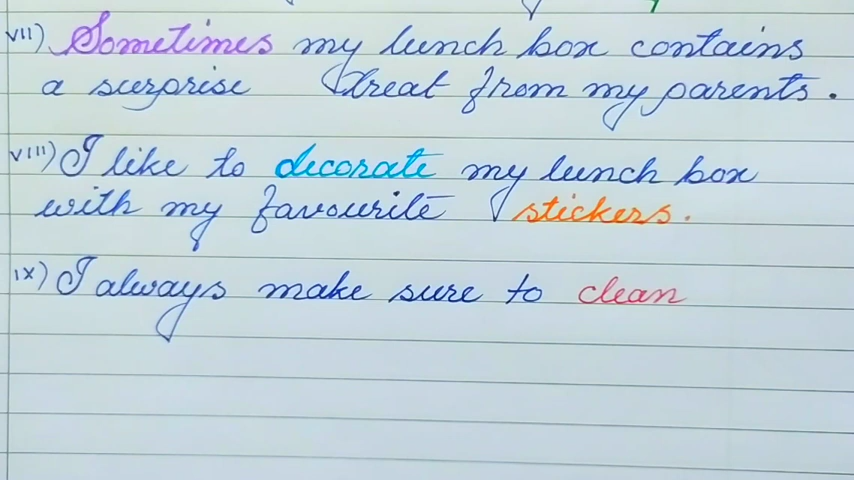 vii) Sometimes my lunch box contains
a surprise treat from my parents.
viii) I like to decorate my lunch box
with my favourite stickers.
ix) I always make sure to clean